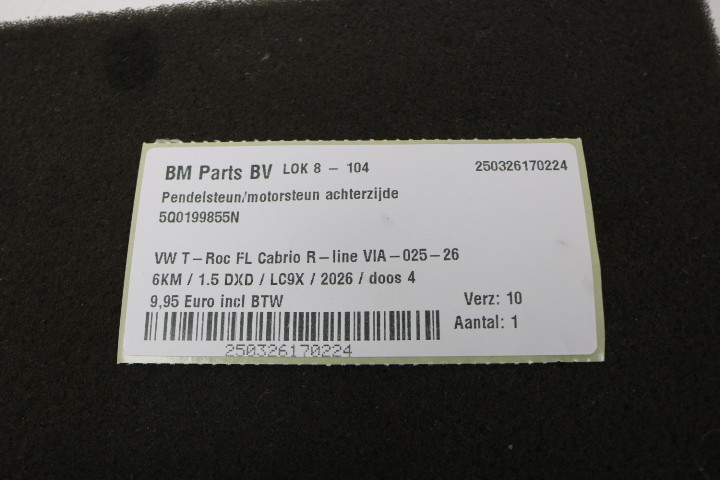 BM Parts BV LOK 8 - 104 250326170224
Pendelsteun/motorsteun achterzijde
5Q0199855N
VW T-Roc FL Cabrio R-line VIA-025-26
6KM / 1.5 DXD / LC9X / 2026 / doos 4
9,95 Euro incl BTW Verz: 10
Aantal: 1
250326170224